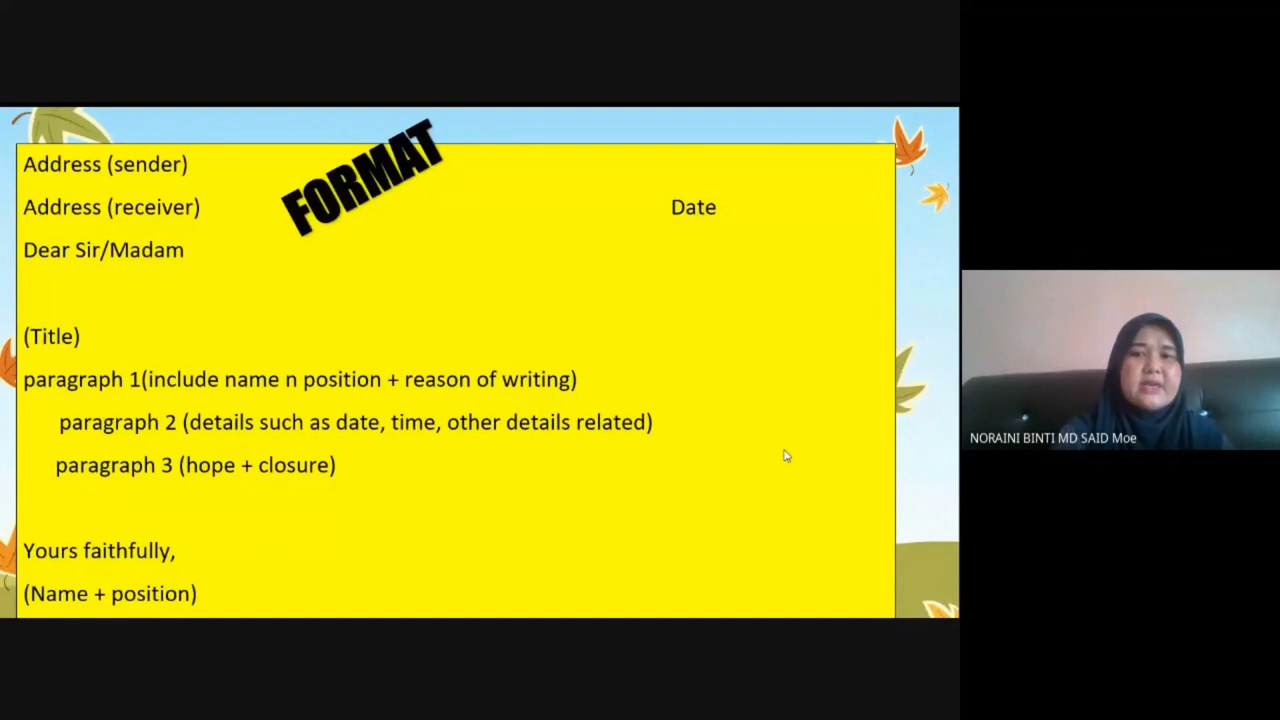 FORMAT
Address (sender)
Address (receiver) Date
Dear Sir/Madam
(Title)
paragraph 1(include name n position + reason of writing)
paragraph 2 (details such as date, time, other details related)
paragraph 3 (hope + closure)
Yours faithfully,
(Name + position)
NORAINI BINTI MD SAID Moe